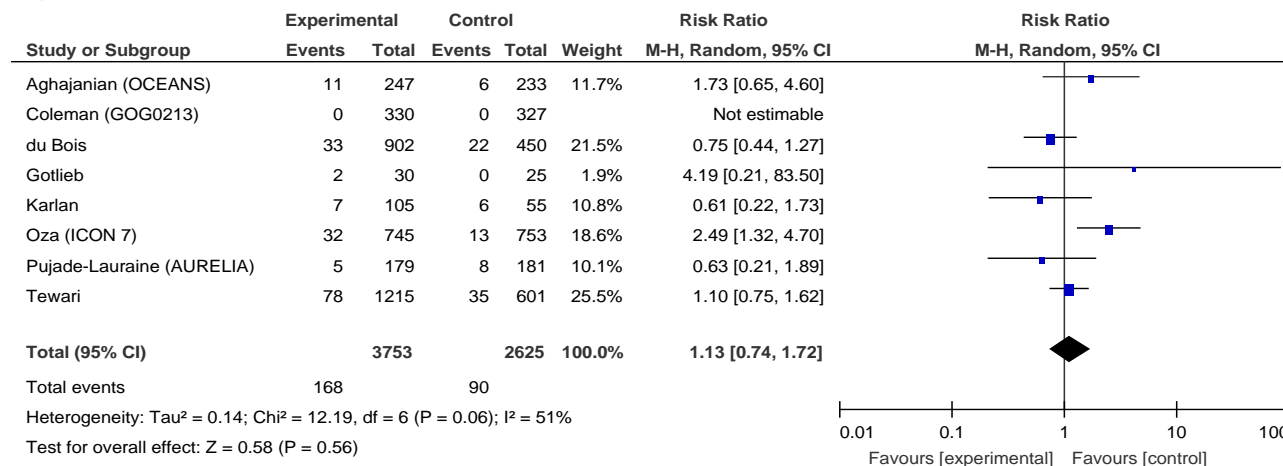 Experimental Control Risk Ratio Risk Ratio
Study or Subgroup Events Total Events Total Weight M-H, Random, 95% CI M-H, Random, 95% CI
Aghajanian (OCEANS) 11 247 6 233 11.7% 1.73 [0.65, 4.60]
Coleman (GOG0213) 0 330 0 327 Not estimable
du Bois 33 902 22 450 21.5% 0.75 [0.44, 1.27]
Gotlieb 2 30 0 25 1.9% 4.19 [0.21, 83.50]
Karlan 7 105 6 55 10.8% 0.61 [0.22, 1.73]
Oza (ICON 7) 32 745 13 753 18.6% 2.49 [1.32, 4.70]
Pujade-Lauraine (AURELIA) 5 179 8 181 10.1% 0.63 [0.21, 1.89]
Tewari 78 1215 35 601 25.5% 1.10 [0.75, 1.62]
Total (95% CI) 3753 2625 100.0% 1.13 [0.74, 1.72]
Total events 168 90
Heterogeneity: Tau² = 0.14; Chi² = 12.19, df = 6 (P = 0.06); I² = 51%
Test for overall effect: Z = 0.58 (P = 0.56)
0.01 0.1 1 10 100
Favours [experimental] Favours [control]